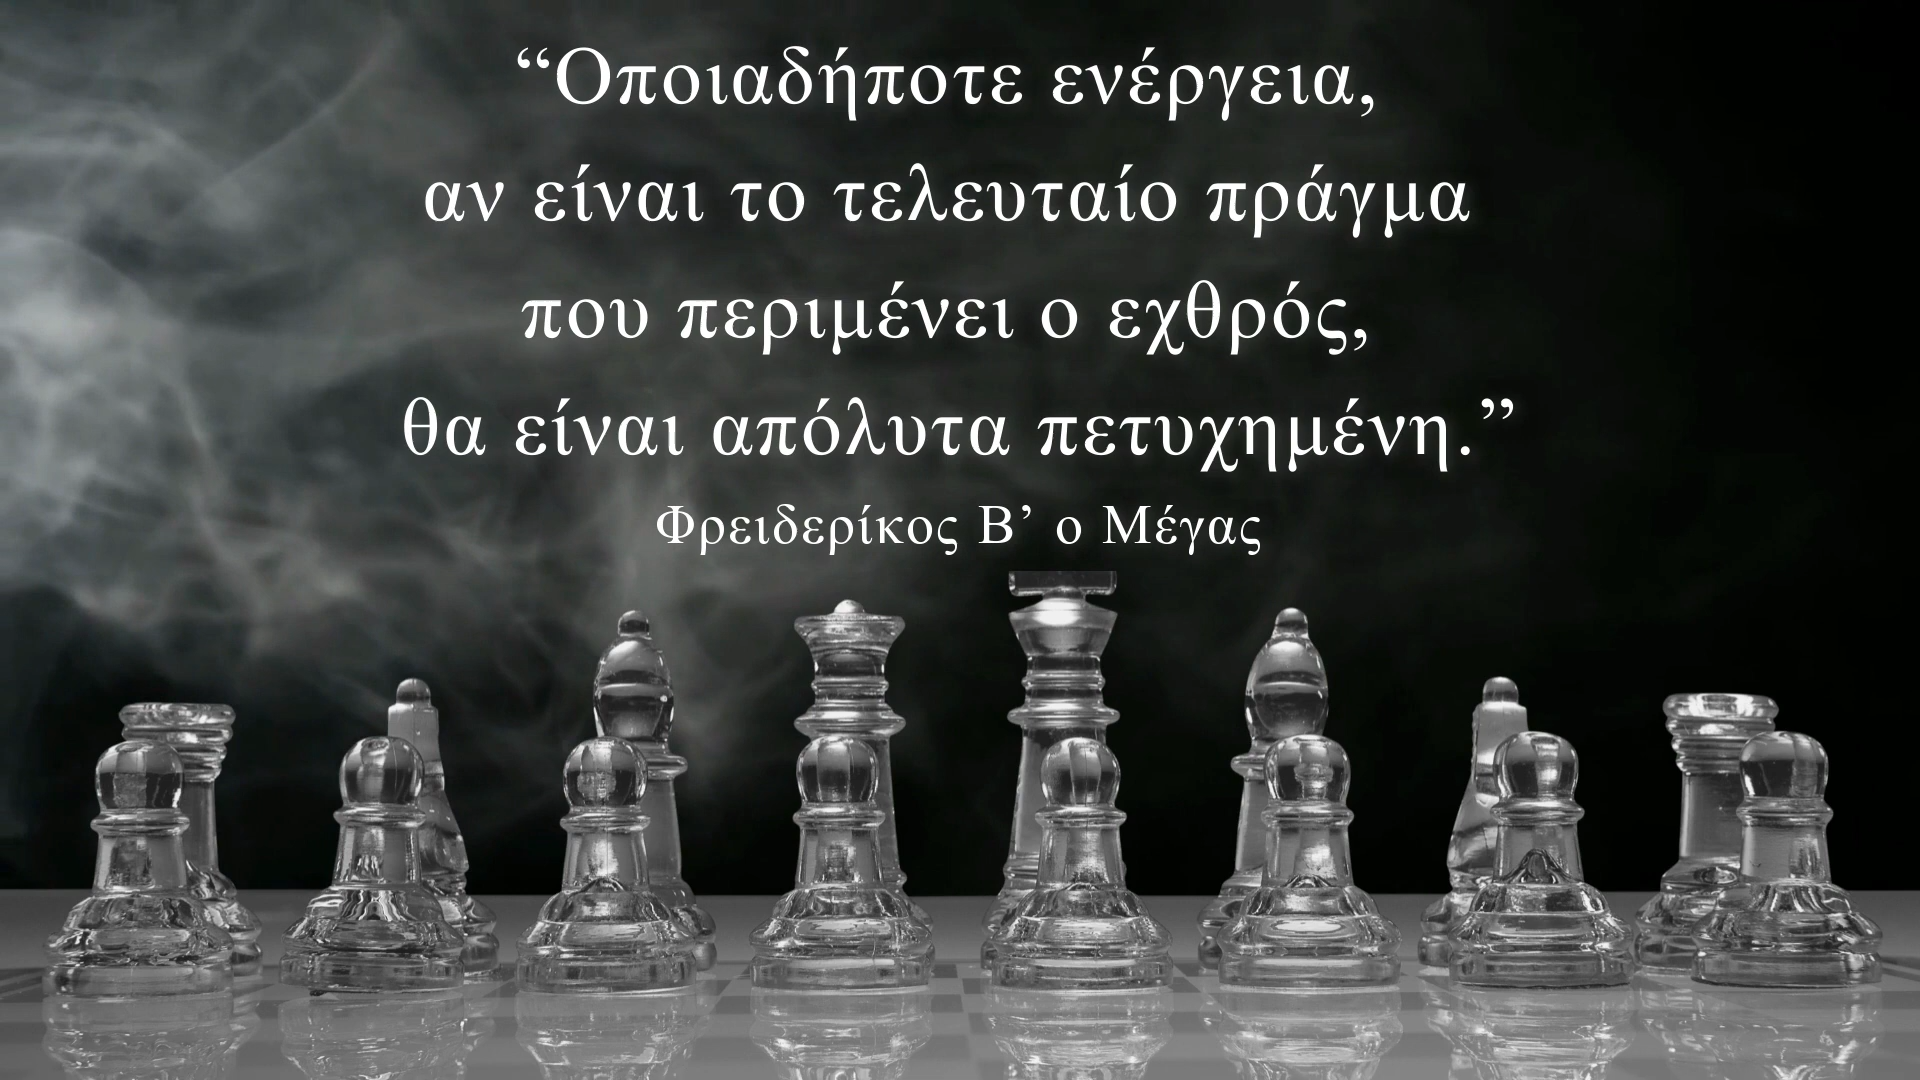 “Οποιαδήποτε ενέργεια,
αν είναι το τελευταίο πράγμα
που περιμένει ο εχθρός,
θα είναι απόλυτα πετυχημένη.”
Φρειδερίκος Β’ ο Μέγας